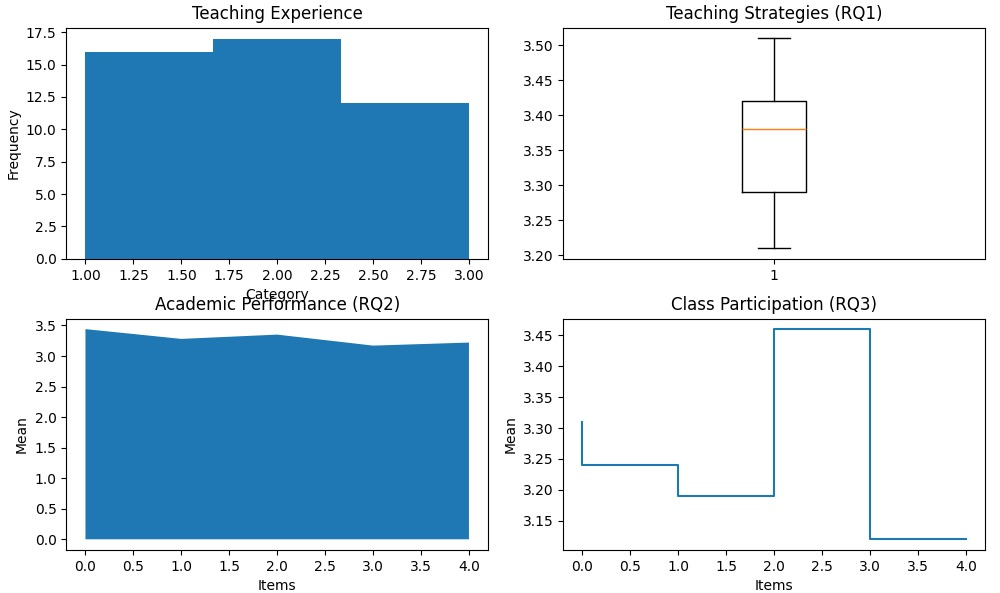 Teaching Experience
17.5
15.0
12.5
10.0
7.5
5.0
2.5
0.0
Frequency
1.00 1.25 1.50 1.75 2.00 2.25 2.50 2.75 3.00
Category
Teaching Strategies (RQ1)
3.50
3.45
3.40
3.35
3.30
3.25
3.20
1
Academic Performance (RQ2)
3.5
3.0
2.5
2.0
1.5
1.0
0.5
0.0
Mean
0.0 0.5 1.0 1.5 2.0 2.5 3.0 3.5 4.0
Items
Class Participation (RQ3)
3.45
3.40
3.35
3.30
3.25
3.20
3.15
Mean
0.0 0.5 1.0 1.5 2.0 2.5 3.0 3.5 4.0
Items